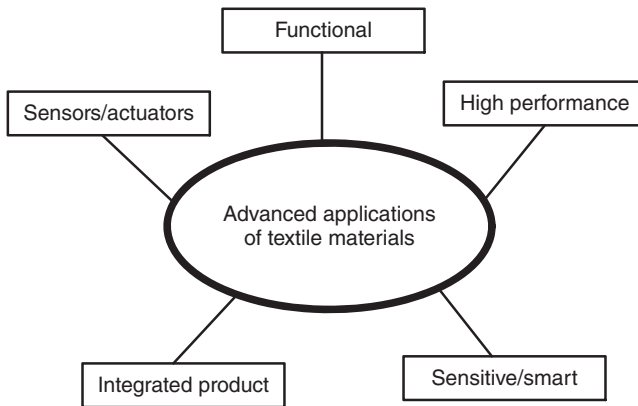 Functional
Sensors/actuators
High performance
Advanced applications
of textile materials
Integrated product
Sensitive/smart